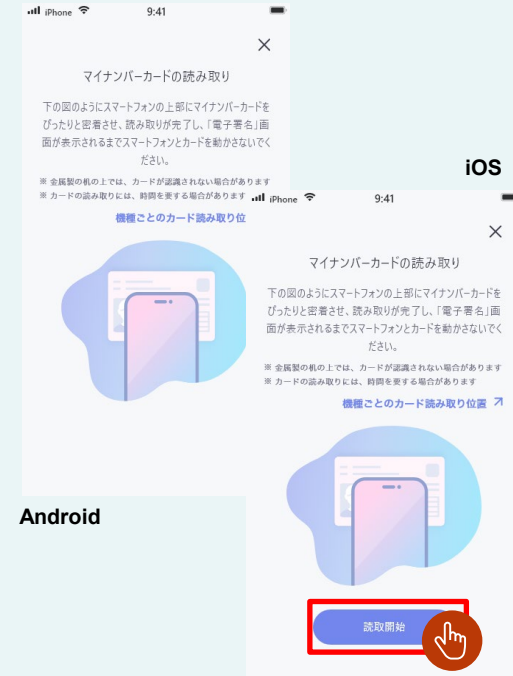 iPhone 9:41
マイナンバーカードの読み取り
下の図のようにスマートフォンの上部にマイナンバーカードを
ぴったりと密着させ、読み取りが完了し、「電子署名」画
面が表示されるまでスマートフォンとカードを動かさないでく
ださい。
※ 金属製の机の上では、カードが認識されない場合があります
※ カードの読み取りには、時間を要する場合があります
機種ごとのカード読み取り位
Android
iOS
iPhone 9:41
マイナンバーカードの読み取り
下の図のようにスマートフォンの上部にマイナンバーカードを
ぴったりと密着させ、読み取りが完了し、「電子署名」画
面が表示されるまでスマートフォンとカードを動かさないでく
ださい。
※ 金属製の机の上では、カードが認識されない場合があります
※ カードの読み取りには、時間を要する場合があります
機種ごとのカード読み取り位置
読取開始